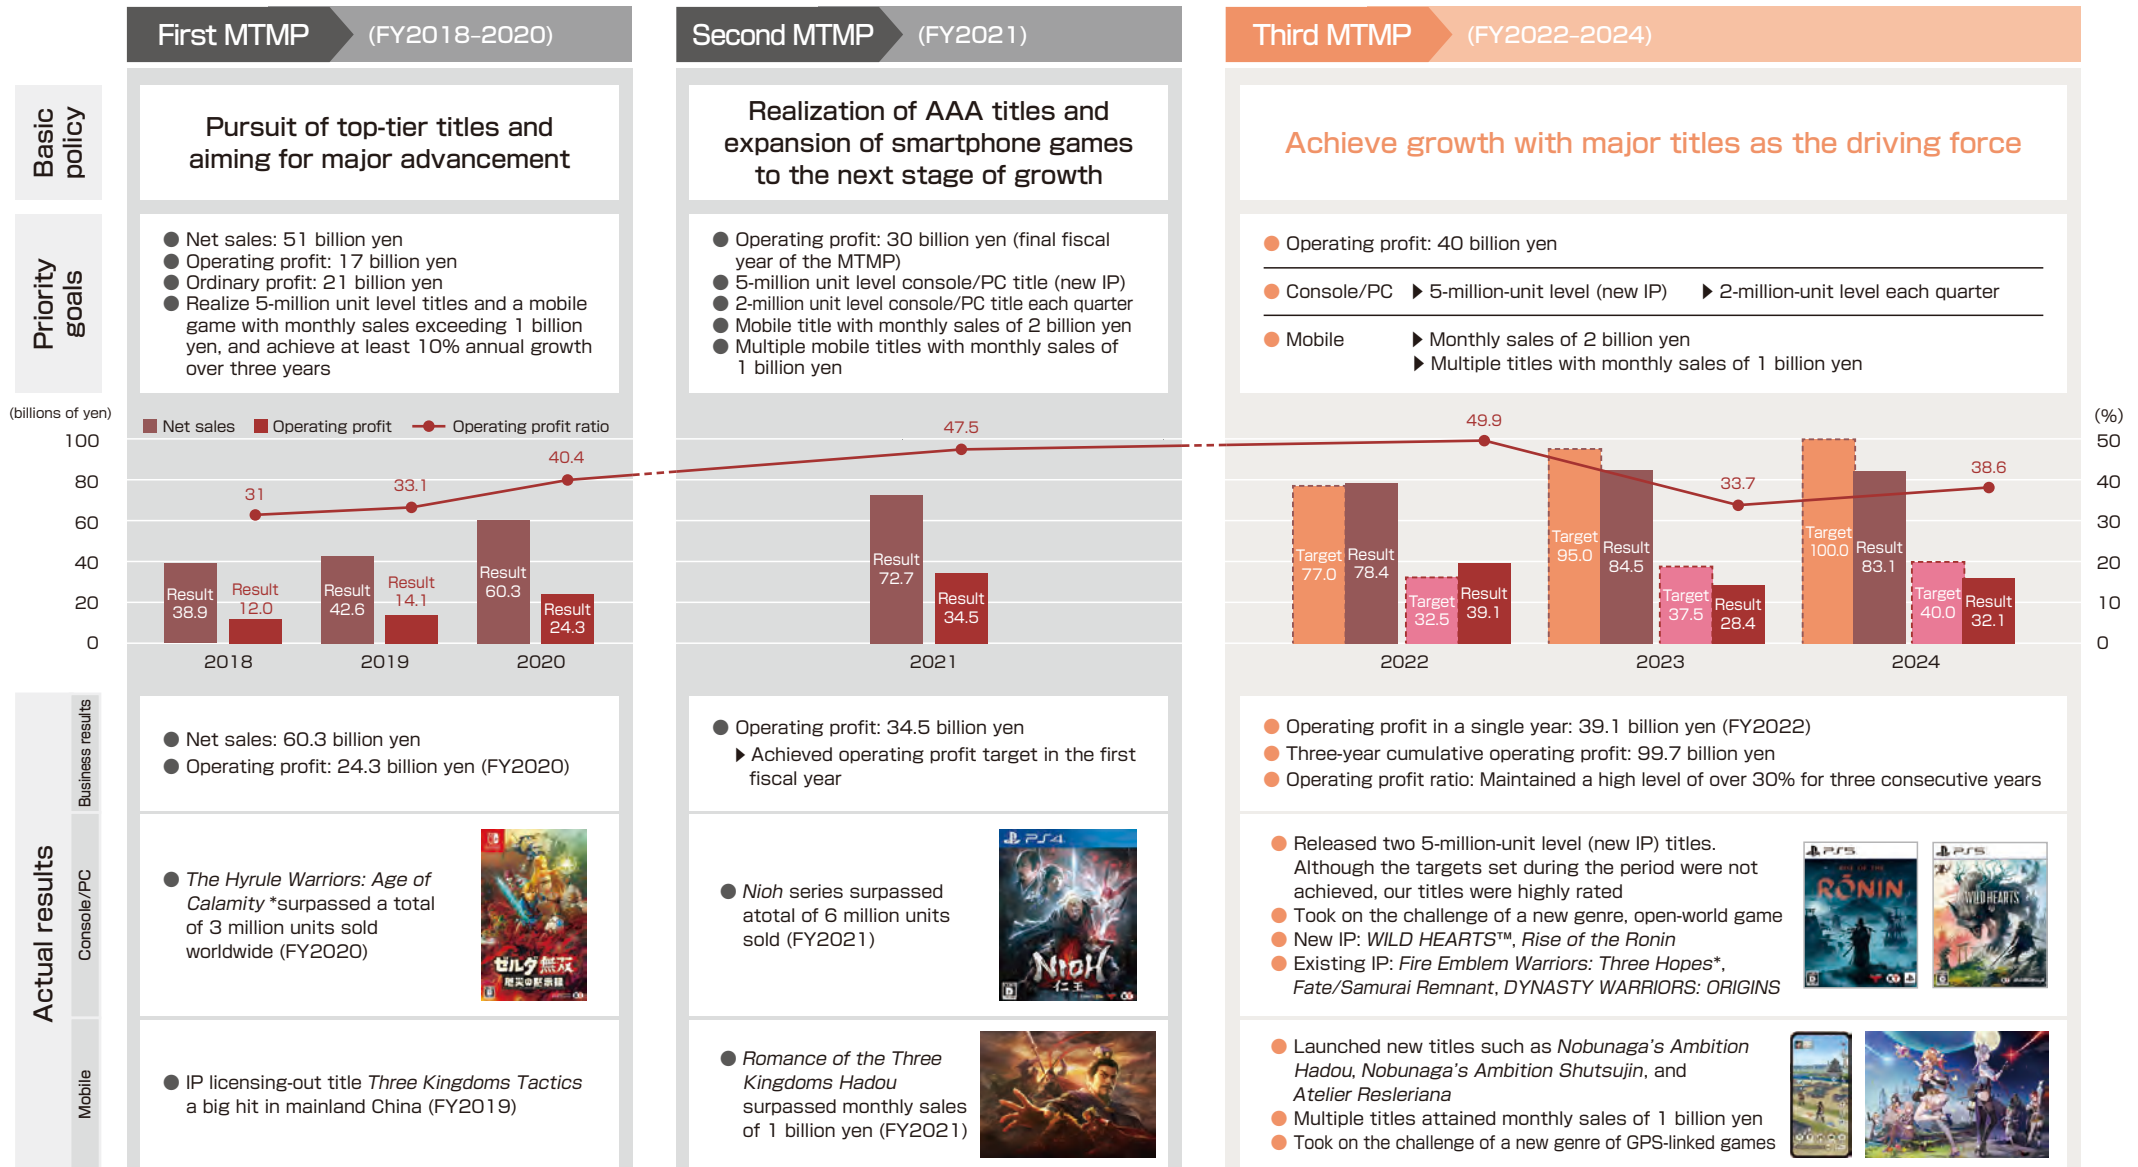 First MTMP (FY2018–2020)
Second MTMP (FY2021)
Third MTMP (FY2022–2024)
Basic
policy
Pursuit of top-tier titles and
aiming for major advancement
Realization of AAA titles and
expansion of smartphone games
to the next stage of growth
Achieve growth with major titles as the driving force
Priority
goals
● Net sales: 51 billion yen
● Operating profit: 17 billion yen
● Ordinary profit: 21 billion yen
● Realize 5-million unit level titles and a mobile
game with monthly sales exceeding 1 billion
yen, and achieve at least 10% annual growth
over three years
● Operating profit: 30 billion yen (final fiscal
year of the MTMP)
● 5-million unit level console/PC title (new IP)
● 2-million unit level console/PC title each quarter
● Mobile title with monthly sales of 2 billion yen
● Multiple mobile titles with monthly sales of
1 billion yen
● Operating profit: 40 billion yen
● Console/PC ▶ 5-million-unit level (new IP) ▶ 2-million-unit level each quarter
● Mobile ▶ Monthly sales of 2 billion yen
▶ Multiple titles with monthly sales of 1 billion yen
(billions of yen)
100
80
60
40
20
0
Net sales Operating profit Operating profit ratio
31
33.1
40.4
47.5
49.9
33.7
38.6
Result
38.9
Result
12.0
Result
42.6
Result
14.1
Result
60.3
Result
24.3
Result
72.7
Result
34.5
Target
77.0
Result
78.4
Target
32.5
Result
39.1
Target
95.0
Result
84.5
Target
37.5
Result
28.4
Target
100.0
Result
83.1
Target
40.0
Result
32.1
2018
2019
2020
2021
2022
2023
2024
(%)
50
40
30
20
10
0
Actual results
Business results
● Net sales: 60.3 billion yen
● Operating profit: 24.3 billion yen (FY2020)
● Operating profit: 34.5 billion yen
▶ Achieved operating profit target in the first
fiscal year
● Operating profit in a single year: 39.1 billion yen (FY2022)
● Three-year cumulative operating profit: 99.7 billion yen
● Operating profit ratio: Maintained a high level of over 30% for three consecutive years
Console/PC
● The Hyrule Warriors: Age of
Calamity *surpassed a total
of 3 million units sold
worldwide (FY2020)
ゼルダ無双
厄災の黙示録
● Nioh series surpassed
atotal of 6 million units
sold (FY2021)
PS4
NIOH
仁王
● Released two 5-million-unit level (new IP) titles.
Although the targets set during the period were not
achieved, our titles were highly rated
● Took on the challenge of a new genre, open-world game
● New IP: WILD HEARTS™, Rise of the Ronin
● Existing IP: Fire Emblem Warriors: Three Hopes*,
Fate/Samurai Remnant, DYNASTY WARRIORS: ORIGINS
PS5
RISE OF THE
RŌNIN
PS5
WILD HEARTS
Mobile
● IP licensing-out title Three Kingdoms Tactics
a big hit in mainland China (FY2019)
● Romance of the Three
Kingdoms Hadou
surpassed monthly sales
of 1 billion yen (FY2021)
● Launched new titles such as Nobunaga's Ambition
Hadou, Nobunaga's Ambition Shutsujin, and
Atelier Resleriana
● Multiple titles attained monthly sales of 1 billion yen
● Took on the challenge of a new genre of GPS-linked games